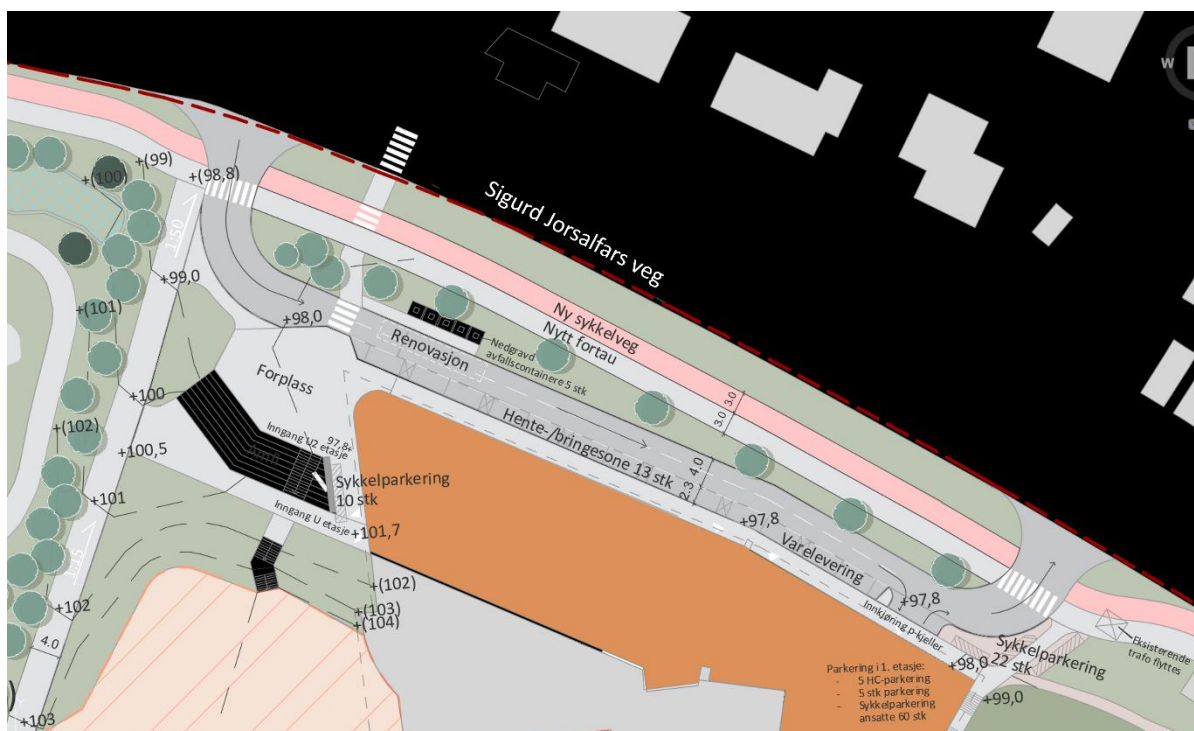 W
+(99)
+(100)
+(98,8)
1:50
+99,0
Sigurd Jorsalfars veg
+(101)
+98,0
Ny sykkelveg
Nytt fortau
Renovasjon
Nedgravd
avfallscontainere 5 stk
Forplass
+100
+(102)
3.0
3.0
Inngang U2 etasje
97,8+
Hente-/bringesone 13 stk
4.0
2.3
+100,5
Sykkelparkering
10 stk
+101
Inngang U etasje
+101,7
+97,8
Varelevering
1:15
+(102)
+(103)
+(104)
+97,8
Innkjøring p-kjeller
+102
4.0
Eksisterende
trafo flyttes
Sykkelparkering
22 stk
+98,0
+99,0
Parkering i 1. etasje:
- 5 HC-parkering
- 5 stk parkering
- Sykkelparkering
ansatte 60 stk
)
+103